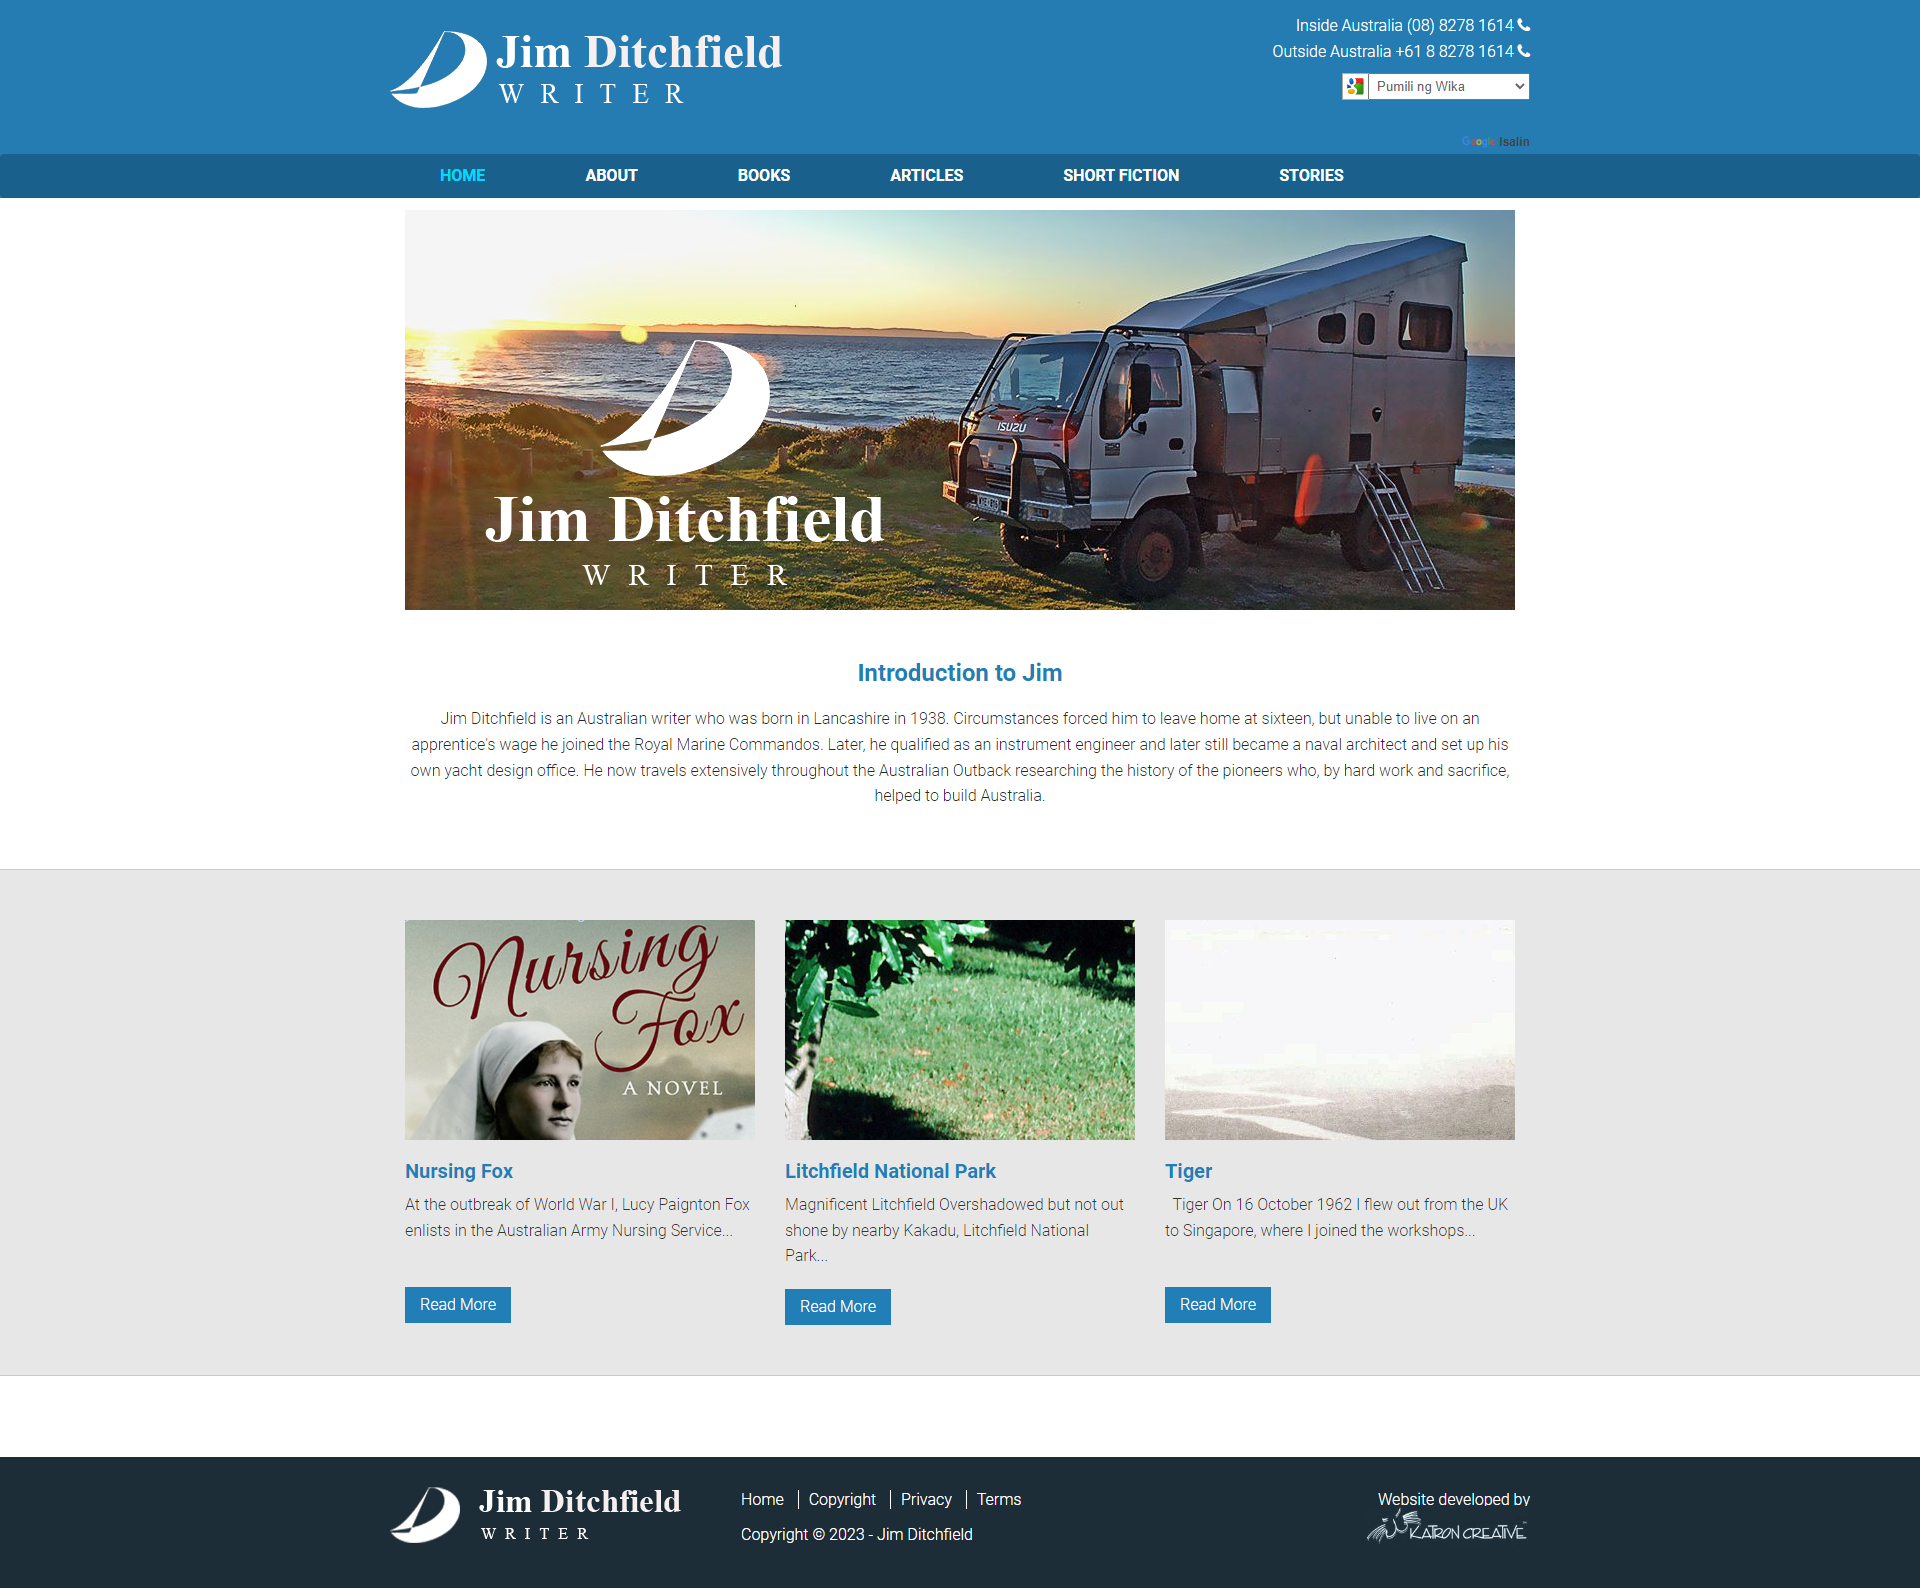 Jim Ditchfield
WRITER
Inside Australia (08) 8278 1614
Outside Australia +61 8 8278 1614
Pumili ng Wika
Google Isalin
HOME ABOUT BOOKS ARTICLES SHORT FICTION STORIES
ISUZU
Jim Ditchfield
WRITER
Introduction to Jim
Jim Ditchfield is an Australian writer who was born in Lancashire in 1938. Circumstances forced him to leave home at sixteen, but unable to live on an
apprentice's wage he joined the Royal Marine Commandos. Later, he qualified as an instrument engineer and later still became a naval architect and set up his
own yacht design office. He now travels extensively throughout the Australian Outback researching the history of the pioneers who, by hard work and sacrifice,
helped to build Australia.
Nursing
Fox
A NOVEL
Nursing Fox
At the outbreak of World War I, Lucy Paignton Fox
enlists in the Australian Army Nursing Service...
Read More
Litchfield National Park
Magnificent Litchfield Overshadowed but not out
shone by nearby Kakadu, Litchfield National
Park...
Read More
Tiger
Tiger On 16 October 1962 I flew out from the UK
to Singapore, where I joined the workshops...
Read More
Jim Ditchfield
WRITER
Home Copyright Privacy Terms
Copyright © 2023 - Jim Ditchfield
Website developed by
KATRON CREATIVE